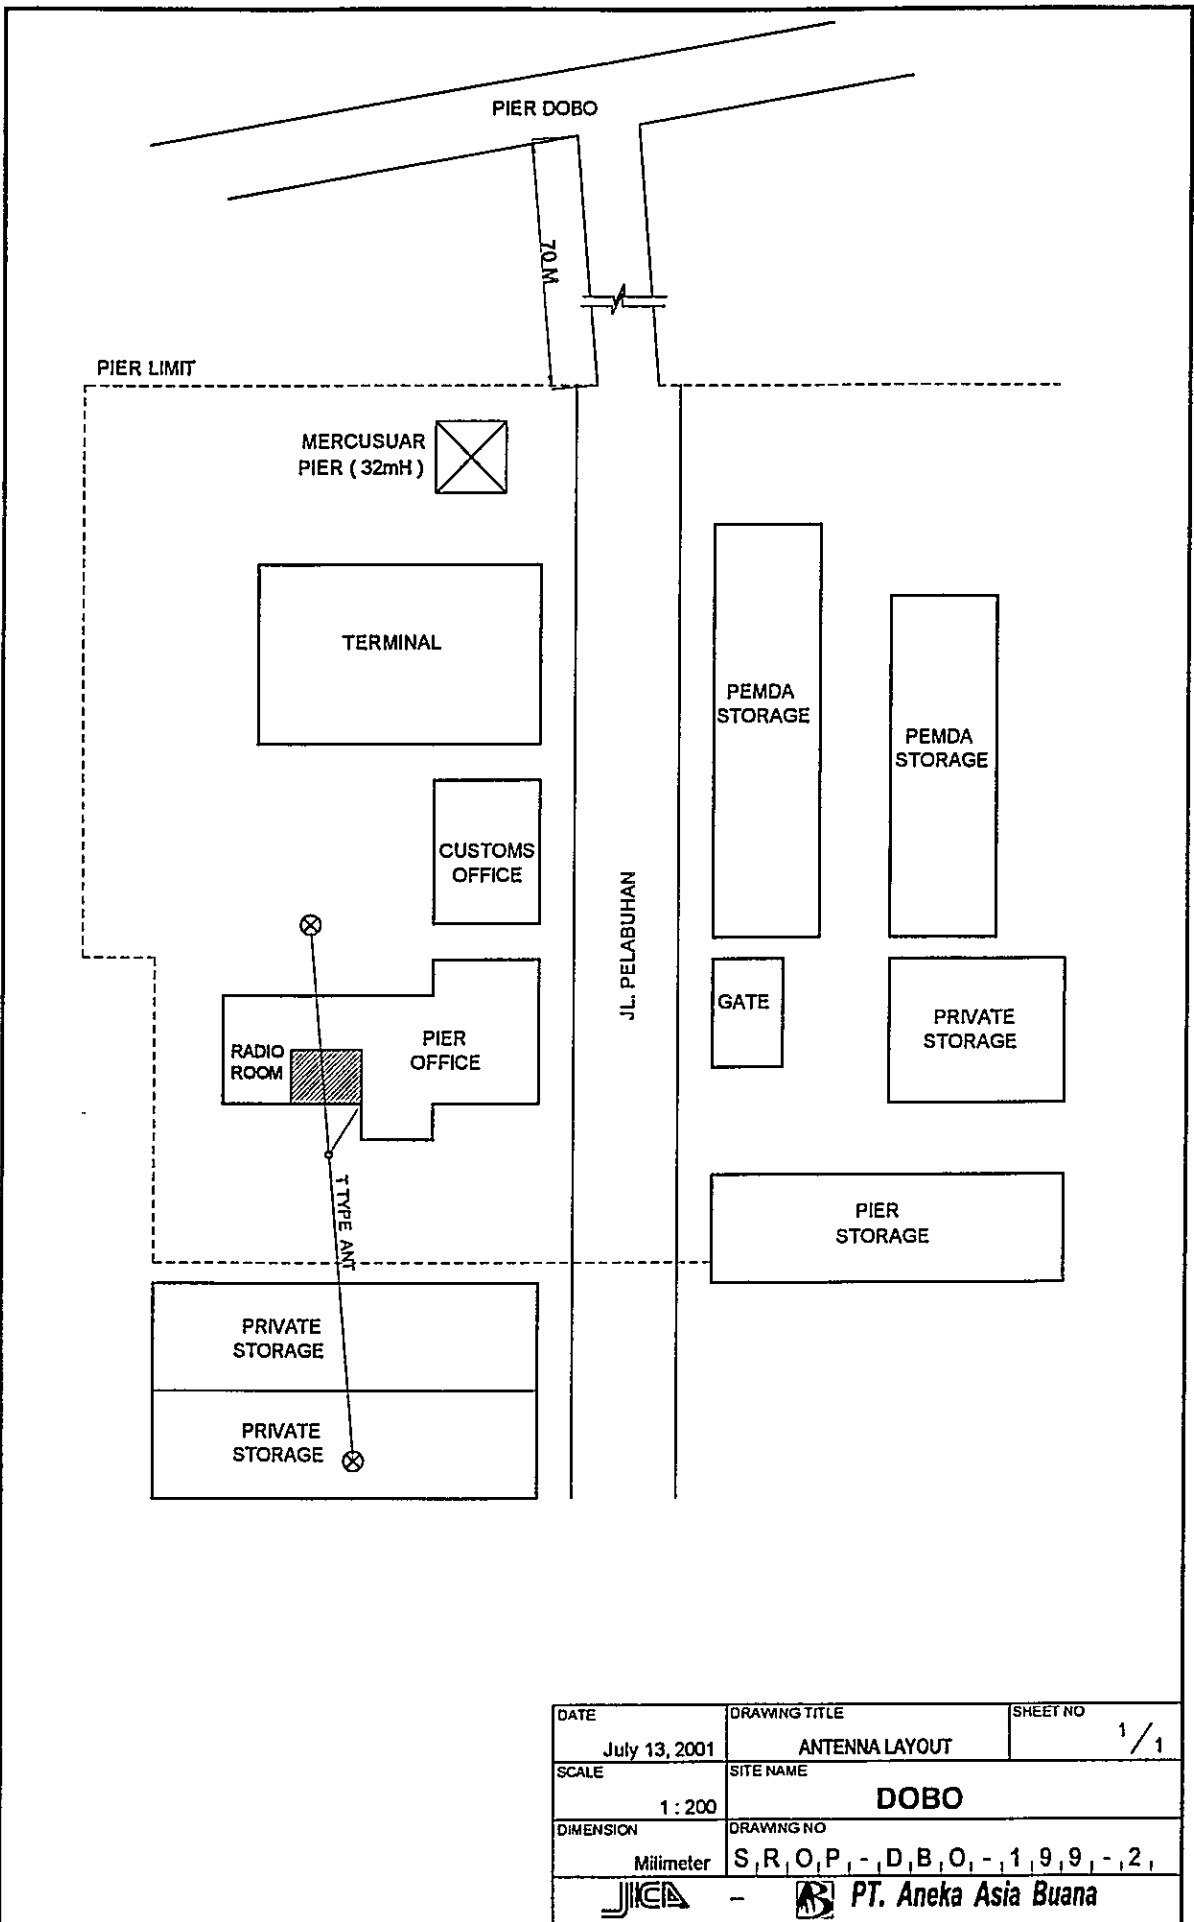 PIER DOBO
70 M
PIER LIMIT
MERCUSUAR
PIER ( 32mH )
TERMINAL
PEMDA
STORAGE
PEMDA
STORAGE
CUSTOMS
OFFICE
JL. PELABUHAN
GATE
PRIVATE
STORAGE
RADIO
ROOM
PIER
OFFICE
T TYPE ANT
PIER
STORAGE
PRIVATE
STORAGE
PRIVATE
STORAGE
DATE
July 13, 2001
DRAWING TITLE
ANTENNA LAYOUT
SHEET NO
1/1
SCALE
1 : 200
SITE NAME
DOBO
DIMENSION
Milimeter
DRAWING NO
SROP-DBO-199-2
JICA - PT. Aneka Asia Buana